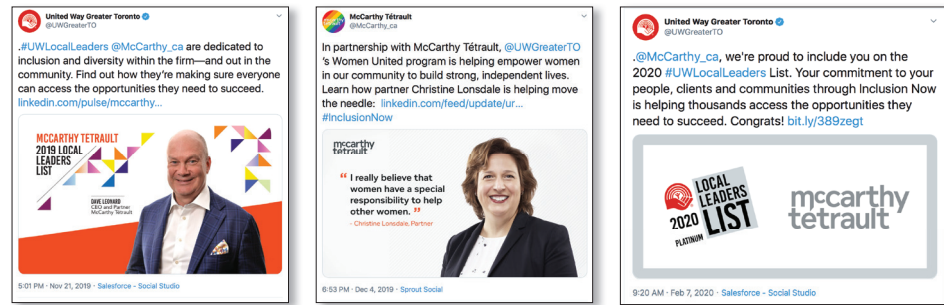 United Way Greater Toronto
@UWGreaterTO
.#UWLocalLeaders @McCarthy_ca are dedicated to
inclusion and diversity within the firm—and out in the
community. Find out how they're making sure everyone
can access the opportunities they need to succeed.
linkedin.com/pulse/mccarthy...
MCCARTHY TETRAULT
2019 LOCAL
LEADERS
LIST
DAVE LEONARD
CEO and Partner
McCarthy Tetrault
5:01 PM · Nov 21, 2019 · Salesforce - Social Studio
McCarthy Tétrault
@McCarthy_ca
In partnership with McCarthy Tétrault, @UWGreaterTO
's Women United program is helping empower women
in our community to build strong, independent lives.
Learn how partner Christine Lonsdale is helping move
the needle: linkedin.com/feed/update/ur...
#InclusionNow
mccarthy
tetrault
“ I really believe that
women have a special
responsibility to help
other women. ”
- Christine Lonsdale, Partner
6:53 PM · Dec 4, 2019 · Sprout Social
United Way Greater Toronto
@UWGreaterTO
.@McCarthy_ca, we're proud to include you on the
2020 #UWLocalLeaders List. Your commitment to your
people, clients and communities through Inclusion Now
is helping thousands access the opportunities they
need to succeed. Congrats! bit.ly/389zegt
LOCAL
LEADERS
LIST
2020
PLATINUM
mccarthy
tetrault
9:20 AM · Feb 7, 2020 · Salesforce - Social Studio